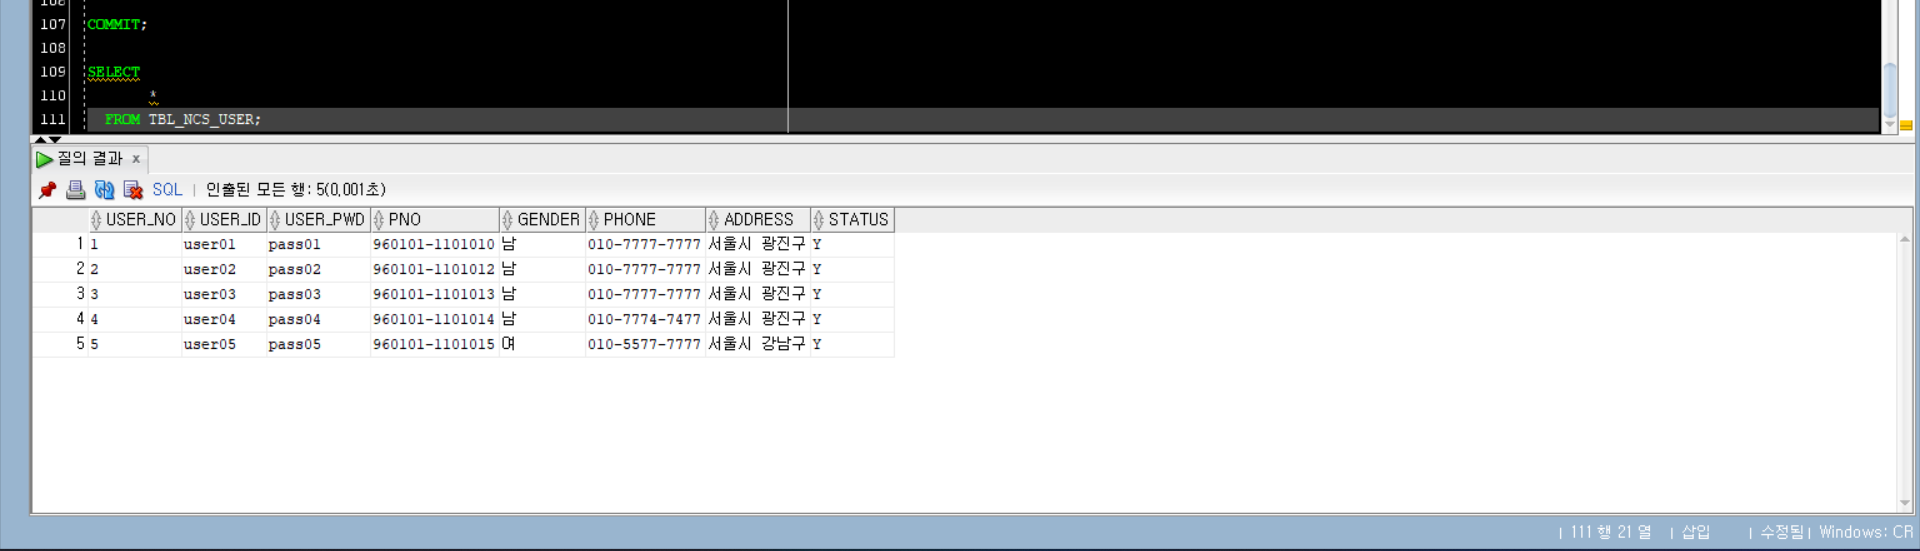 107 COMMIT;
108
109 SELECT
110 *
111 FROM TBL_NCS_USER;
질의 결과 x
SQL | 인출된 모든 행: 5(0,001초)
USER_NO USER_ID USER_PWD PNO GENDER PHONE ADDRESS STATUS
1 1 user01 pass01 960101-1101010 남 010-7777-7777 서울시 광진구 Y
2 2 user02 pass02 960101-1101012 남 010-7777-7777 서울시 광진구 Y
3 3 user03 pass03 960101-1101013 남 010-7777-7777 서울시 광진구 Y
4 4 user04 pass04 960101-1101014 남 010-7774-7477 서울시 광진구 Y
5 5 user05 pass05 960101-1101015 여 010-5577-7777 서울시 강남구 Y
| 111 행 21 열 | 삽입 | 수정됨 | Windows: CR